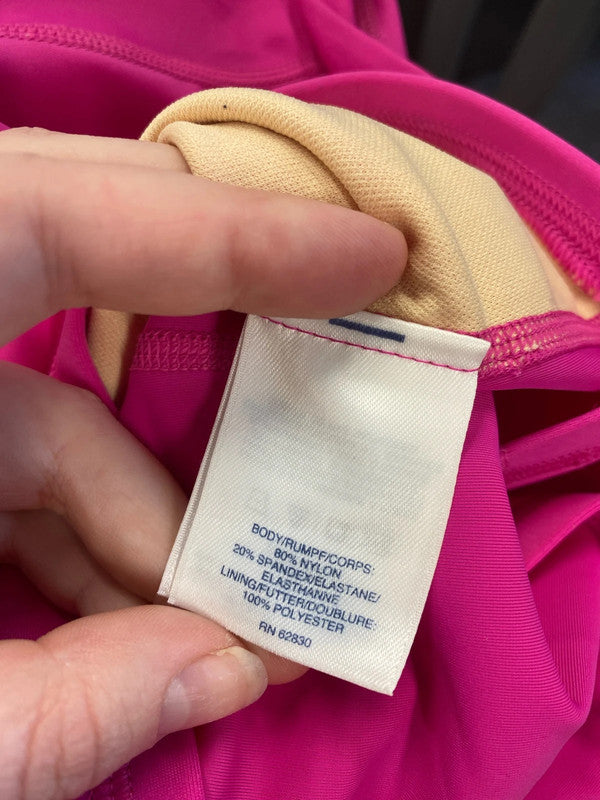 BODY/RUMPF/CORPS:
80% NYLON
20% SPANDEX/ELASTANE/
ELASTHANNE
LINING/FUTTER/DOUBLURE:
100% POLYESTER
RN 62830